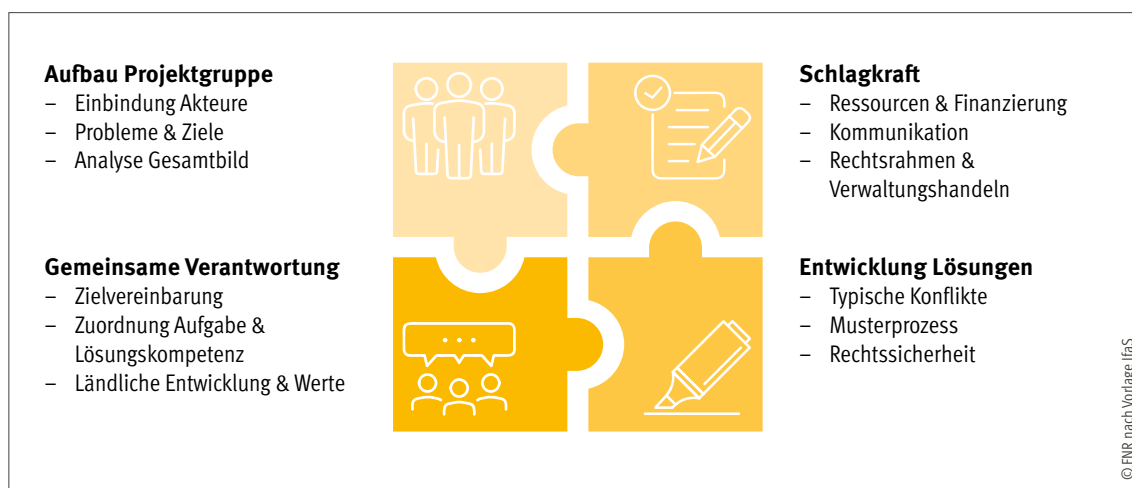 Aufbau Projektgruppe
– Einbindung Akteure
– Probleme & Ziele
– Analyse Gesamtbild
Schlagkraft
– Ressourcen & Finanzierung
– Kommunikation
– Rechtsrahmen &
Verwaltungshandeln
Gemeinsame Verantwortung
– Zielvereinbarung
– Zuordnung Aufgabe &
Lösungskompetenz
– Ländliche Entwicklung & Werte
Entwicklung Lösungen
– Typische Konflikte
– Musterprozess
– Rechtssicherheit
© FNR nach Vorlage IfaS